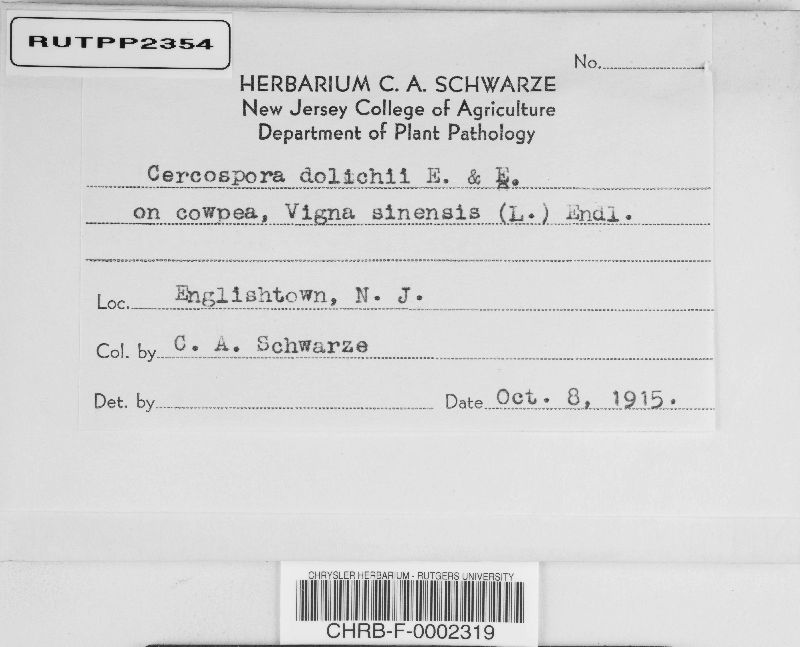 RUTPP2354
No.
HERBARIUM C. A. SCHWARZE
New Jersey College of Agriculture
Department of Plant Pathology
Cercospora dolichii E. & E.
on cowpea, Vigna sinensis (L.) Endl.
Loc. Englishtown, N. J.
Col. by C. A. Schwarze
Det. by
Date Oct. 8, 1915.
CHRYSLER HERBARIUM - RUTGERS UNIVERSITY
CHRB-F-0002319